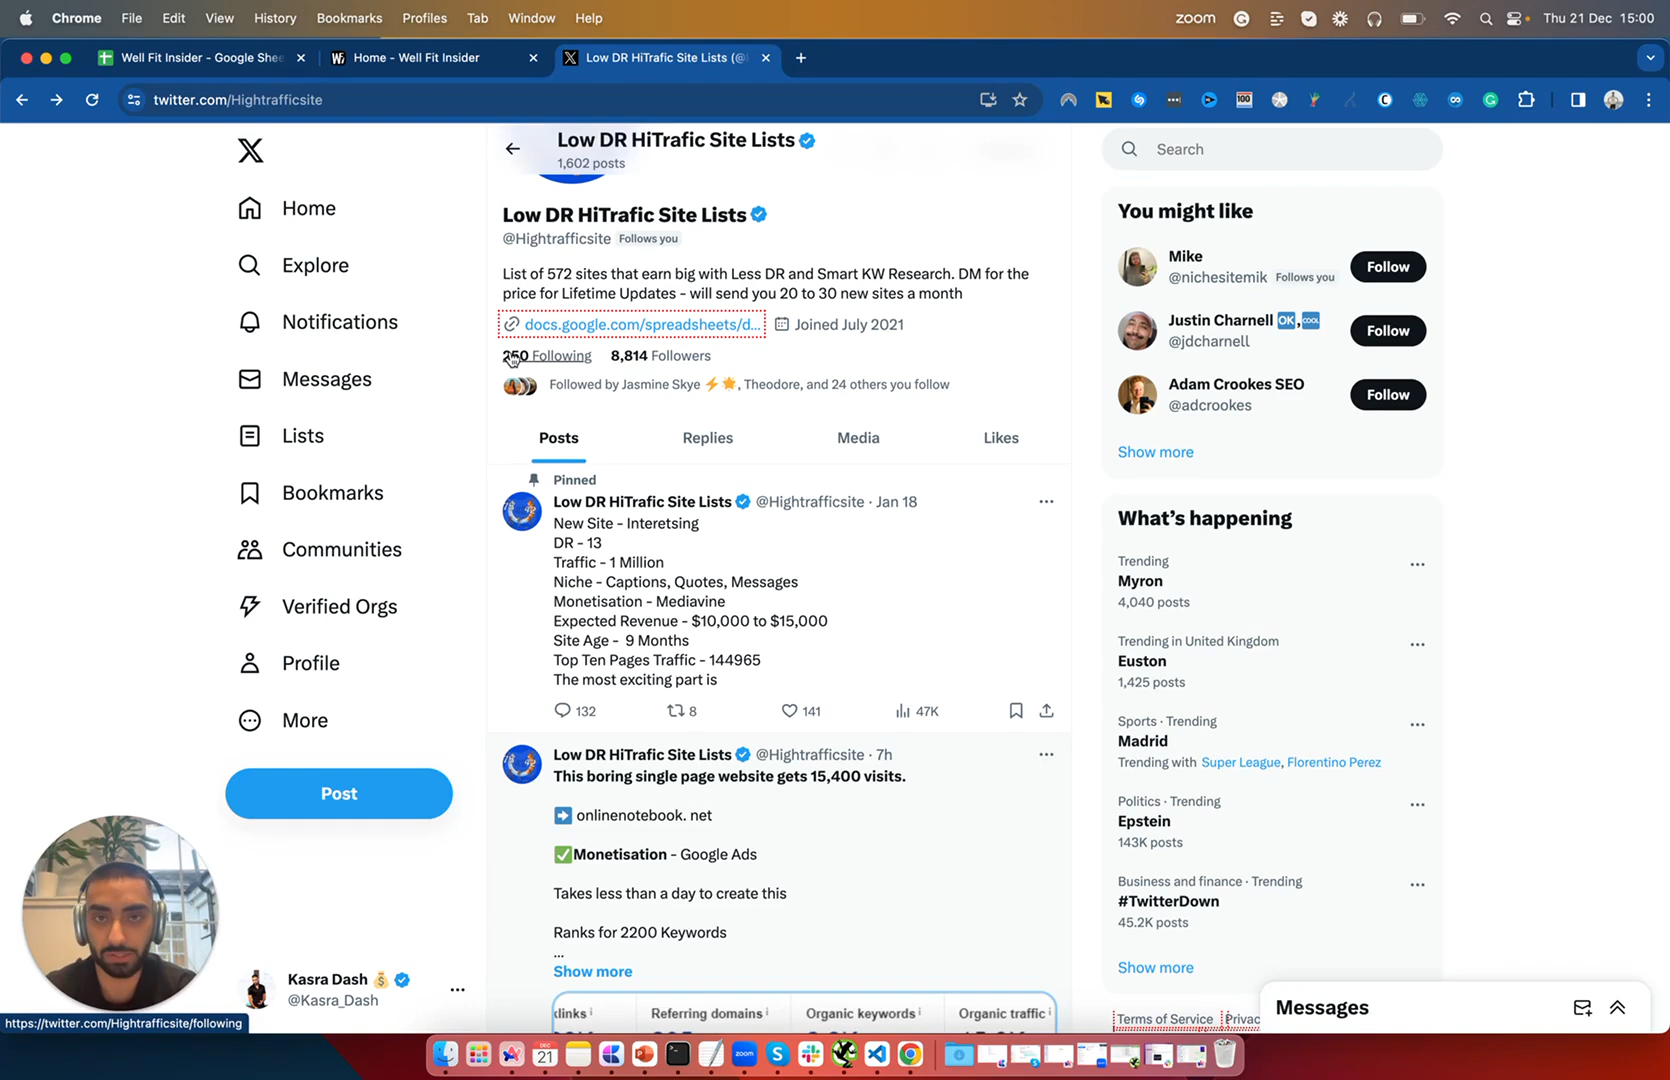 Chrome File Edit View History Bookmarks Profiles Tab Window Help
zoom Thu 21 Dec 15:00
Well Fit Insider - Google Shee
Home - Well Fit Insider
Low DR HiTrafic Site Lists (@
twitter.com/Hightrafficsite
Low DR HiTrafic Site Lists
1,602 posts
Search
Home
Explore
Notifications
Messages
Lists
Bookmarks
Communities
Verified Orgs
Profile
More
Post
Kasra Dash
@Kasra_Dash
https://twitter.com/Hightrafficsite/following
Low DR HiTrafic Site Lists
@Hightrafficsite Follows you
List of 572 sites that earn big with Less DR and Smart KW Research. DM for the
price for Lifetime Updates - will send you 20 to 30 new sites a month
docs.google.com/spreadsheets/d... Joined July 2021
Following 8,814 Followers
Followed by Jasmine Skye ⚡🌟, Theodore, and 24 others you follow
Posts Replies Media Likes
Pinned
Low DR HiTrafic Site Lists @Hightrafficsite · Jan 18
New Site - Interetsing
DR - 13
Traffic - 1 Million
Niche - Captions, Quotes, Messages
Monetisation - Mediavine
Expected Revenue - $10,000 to $15,000
Site Age - 9 Months
Top Ten Pages Traffic - 144965
The most exciting part is
132 8 141 47K
Low DR HiTrafic Site Lists @Hightrafficsite · 7h
This boring single page website gets 15,400 visits.
➡ onlinenotebook. net
✅Monetisation - Google Ads
Takes less than a day to create this
Ranks for 2200 Keywords
...
Show more
Referring domains Organic keywords Organic traffic
You might like
Mike
@nichesitemik Follows you
Follow
Justin Charnell 🆗,🆒
@jdcharnell
Follow
Adam Crookes SEO
@adcrookes
Follow
Show more
What's happening
Trending
Myron
4,040 posts
Trending in United Kingdom
Euston
1,425 posts
Sports · Trending
Madrid
Trending with Super League, Florentino Perez
Politics · Trending
Epstein
143K posts
Business and finance · Trending
#TwitterDown
45.2K posts
Show more
Terms of Service Privac
Messages